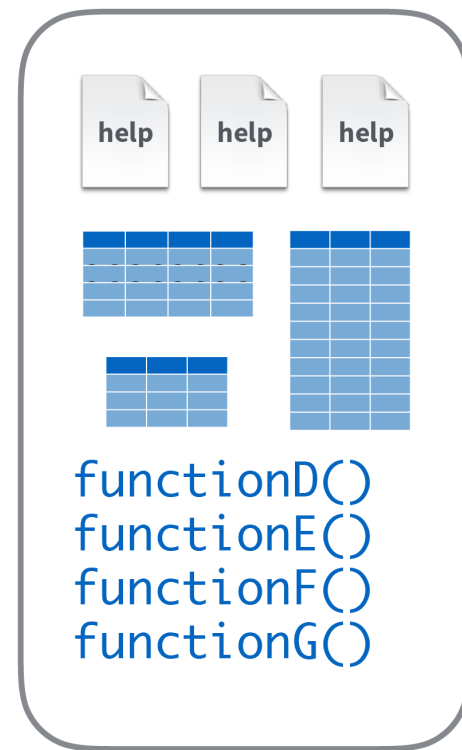 help help help
functionD()
functionE()
functionF()
functionG()